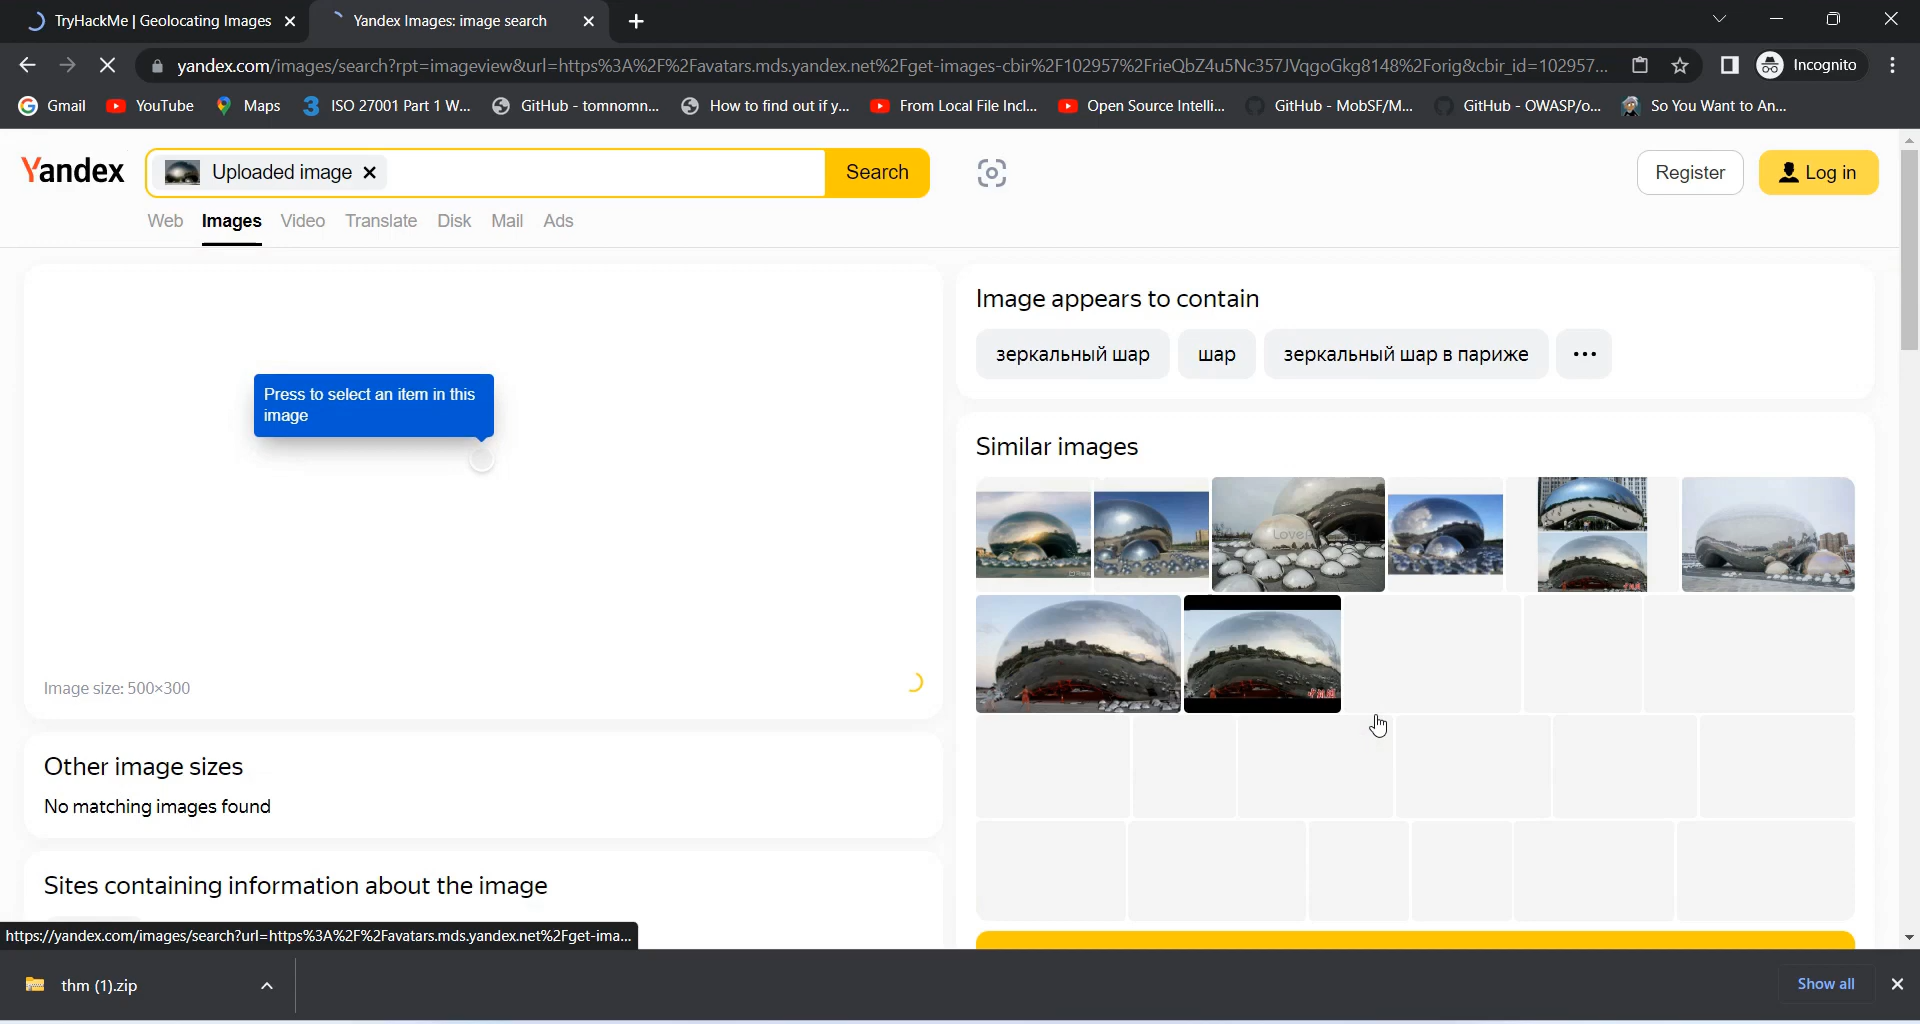 TryHackMe | Geolocating Images
Yandex Images: image search
yandex.com/images/search?rpt=imageview&url=https%3A%2F%2Favatars.mds.yandex.net%2Fget-images-cbir%2F102957%2FrieQbZ4u5Nc357JVqgoGkg8148%2Forig&cbir_id=102957...
Incognito
Gmail YouTube Maps ISO 27001 Part 1 W... GitHub - tomnomn... How to find out if y... From Local File Incl... Open Source Intelli... GitHub - MobSF/M... GitHub - OWASP/o... So You Want to An...
Yandex
Uploaded image
Search
Register
Log in
Web Images Video Translate Disk Mail Ads
Press to select an item in this
image
Image size: 500×300
Other image sizes
No matching images found
Sites containing information about the image
Image appears to contain
зеркальный шар
шар
зеркальный шар в париже
Similar images
https://yandex.com/images/search?url=https%3A%2F%2Favatars.mds.yandex.net%2Fget-ima...
thm (1).zip
Show all